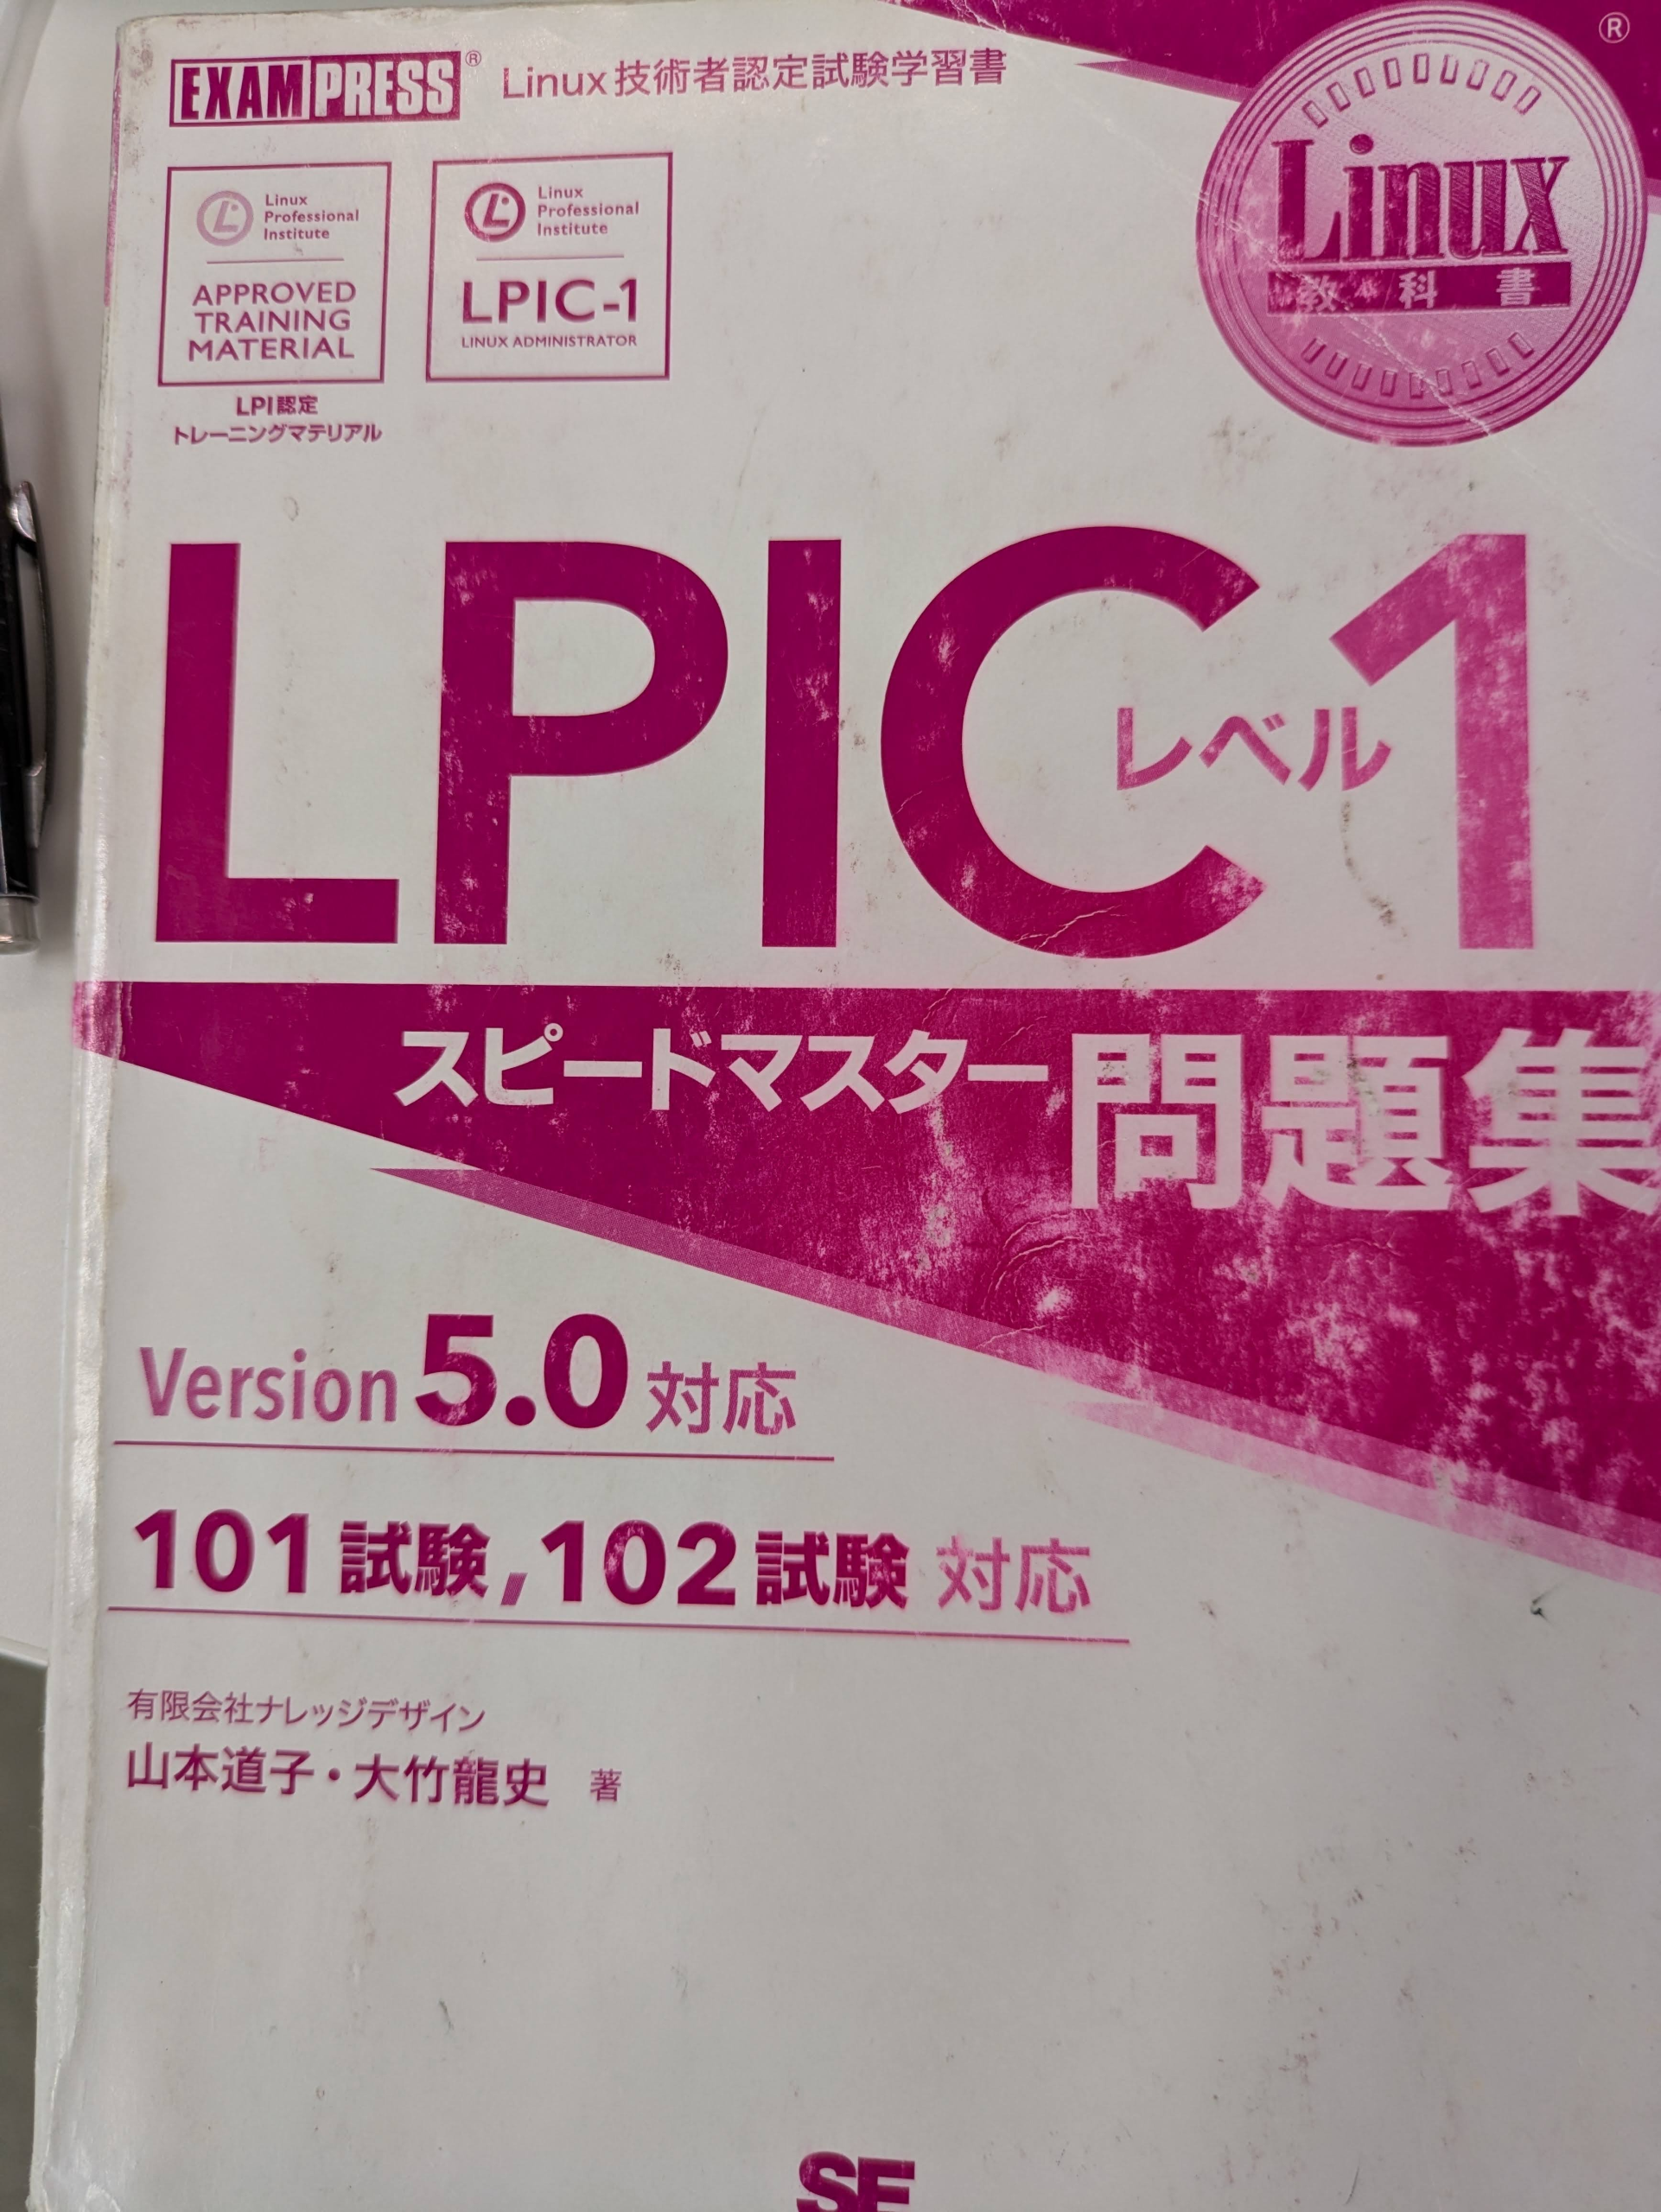 EXAMPRESS® Linux技術者認定試験学習書
®
Linux
教科書
Linux
Professional
Institute
APPROVED
TRAINING
MATERIAL
LPI認定
トレーニングマテリアル
Linux
Professional
Institute
LPIC-1
LINUX ADMINISTRATOR
LPICレベル1
スピードマスター問題集
Version 5.0 対応
101試験,102試験 対応
有限会社ナレッジデザイン
山本道子・大竹龍史 著
SE